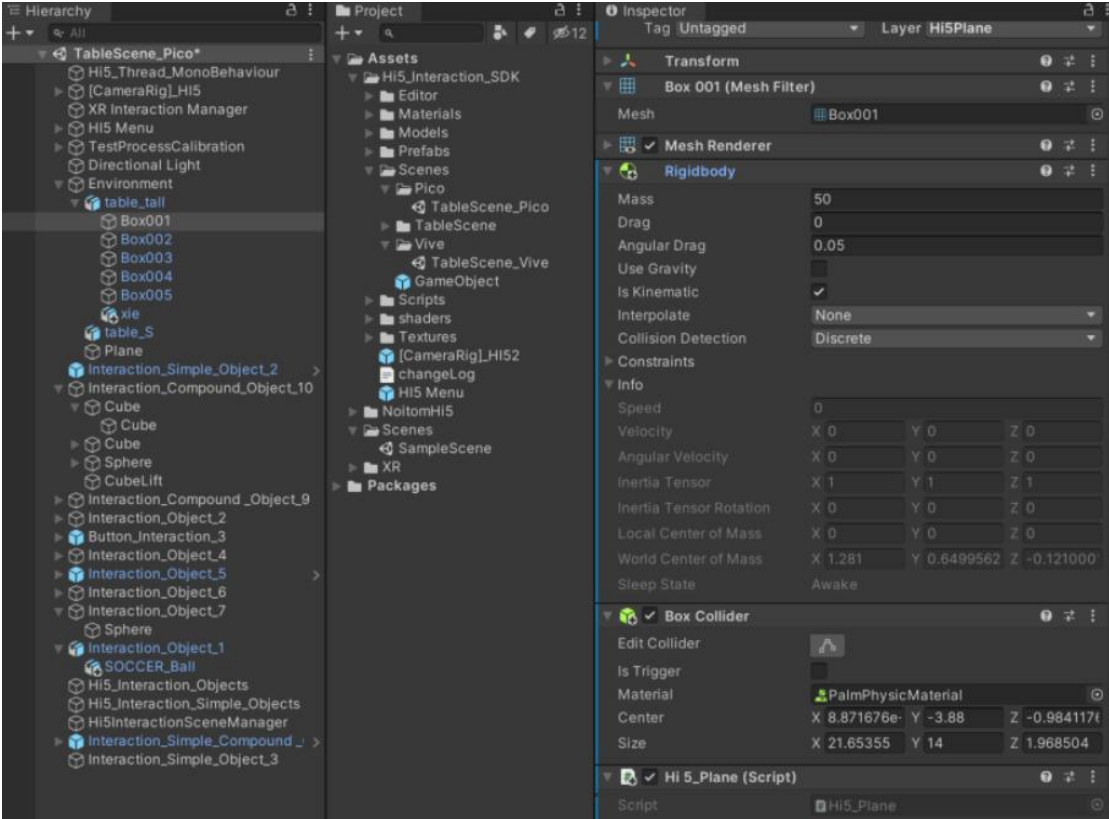 Hierarchy
All
TableScene_Pico*
Hi5_Thread_MonoBehaviour
[CameraRig]_HI5
XR Interaction Manager
HI5 Menu
TestProcessCalibration
Directional Light
Environment
table_tall
Box001
Box002
Box003
Box004
Box005
xie
table_S
Plane
Interaction_Simple_Object_2
Interaction_Compound_Object_10
Cube
Cube
Cube
Sphere
CubeLift
Interaction_Compound _Object_9
Interaction_Object_2
Button_Interaction_3
Interaction_Object_4
Interaction_Object_5
Interaction_Object_6
Interaction_Object_7
Sphere
Interaction_Object_1
SOCCER_Ball
Hi5_Interaction_Objects
Hi5_Interaction_Simple_Objects
Hi5InteractionSceneManager
Interaction_Simple_Compound _
Interaction_Simple_Object_3
Project
12
Assets
Hi5_Interaction_SDK
Editor
Materials
Models
Prefabs
Scenes
Pico
TableScene_Pico
TableScene
Vive
TableScene_Vive
GameObject
Scripts
shaders
Textures
[CameraRig]_HI52
changeLog
HI5 Menu
NoitomHi5
Scenes
SampleScene
XR
Packages
Inspector
Tag Untagged Layer Hi5Plane
Transform
Box 001 (Mesh Filter)
Mesh Box001
Mesh Renderer
Rigidbody
Mass 50
Drag 0
Angular Drag 0.05
Use Gravity
Is Kinematic
Interpolate None
Collision Detection Discrete
Constraints
Info
Speed 0
Velocity X 0 Y 0 Z 0
Angular Velocity X 0 Y 0 Z 0
Inertia Tensor X 1 Y 1 Z 1
Inertia Tensor Rotation X 0 Y 0 Z 0
Local Center of Mass X 0 Y 0 Z 0
World Center of Mass X 1.281 Y 0.6499562 Z -0.121000
Sleep State Awake
Box Collider
Edit Collider
Is Trigger
Material PalmPhysicMaterial
Center X 8.871676e- Y -3.88 Z -0.984117
Size X 21.65355 Y 14 Z 1.968504
Hi 5_Plane (Script)
Script Hi5_Plane